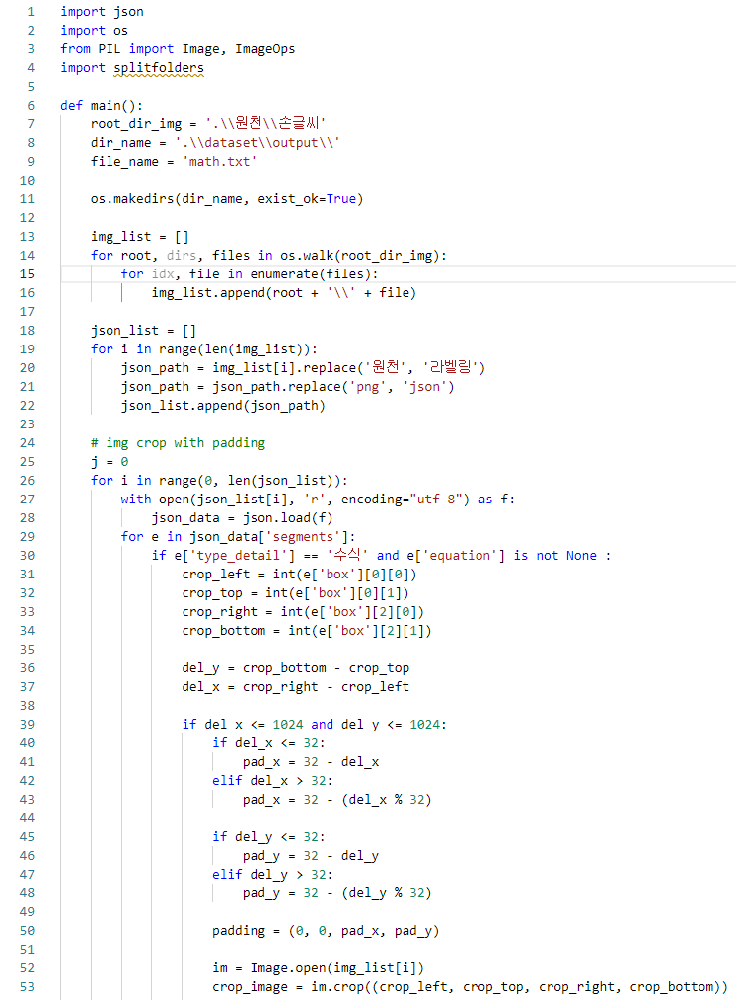 1 import json
2 import os
3 from PIL import Image, ImageOps
4 import splitfolders
5
6 def main():
7     root_dir_img = '.\\원천\\손글씨'
8     dir_name = '.\\dataset\\output\\'
9     file_name = 'math.txt'
10
11     os.makedirs(dir_name, exist_ok=True)
12
13     img_list = []
14     for root, dirs, files in os.walk(root_dir_img):
15         for idx, file in enumerate(files):
16             img_list.append(root + '\\' + file)
17
18     json_list = []
19     for i in range(len(img_list)):
20         json_path = img_list[i].replace('원천', '라벨링')
21         json_path = json_path.replace('png', 'json')
22         json_list.append(json_path)
23
24     # img crop with padding
25     j = 0
26     for i in range(0, len(json_list)):
27         with open(json_list[i], 'r', encoding="utf-8") as f:
28             json_data = json.load(f)
29         for e in json_data['segments']:
30             if e['type_detail'] == '수식' and e['equation'] is not None :
31                 crop_left = int(e['box'][0][0])
32                 crop_top = int(e['box'][0][1])
33                 crop_right = int(e['box'][2][0])
34                 crop_bottom = int(e['box'][2][1])
35
36                 del_y = crop_bottom - crop_top
37                 del_x = crop_right - crop_left
38
39                 if del_x <= 1024 and del_y <= 1024:
40                     if del_x <= 32:
41                         pad_x = 32 - del_x
42                     elif del_x > 32:
43                         pad_x = 32 - (del_x % 32)
44
45                     if del_y <= 32:
46                         pad_y = 32 - del_y
47                     elif del_y > 32:
48                         pad_y = 32 - (del_y % 32)
49
50                     padding = (0, 0, pad_x, pad_y)
51
52                     im = Image.open(img_list[i])
53                     crop_image = im.crop((crop_left, crop_top, crop_right, crop_bottom))